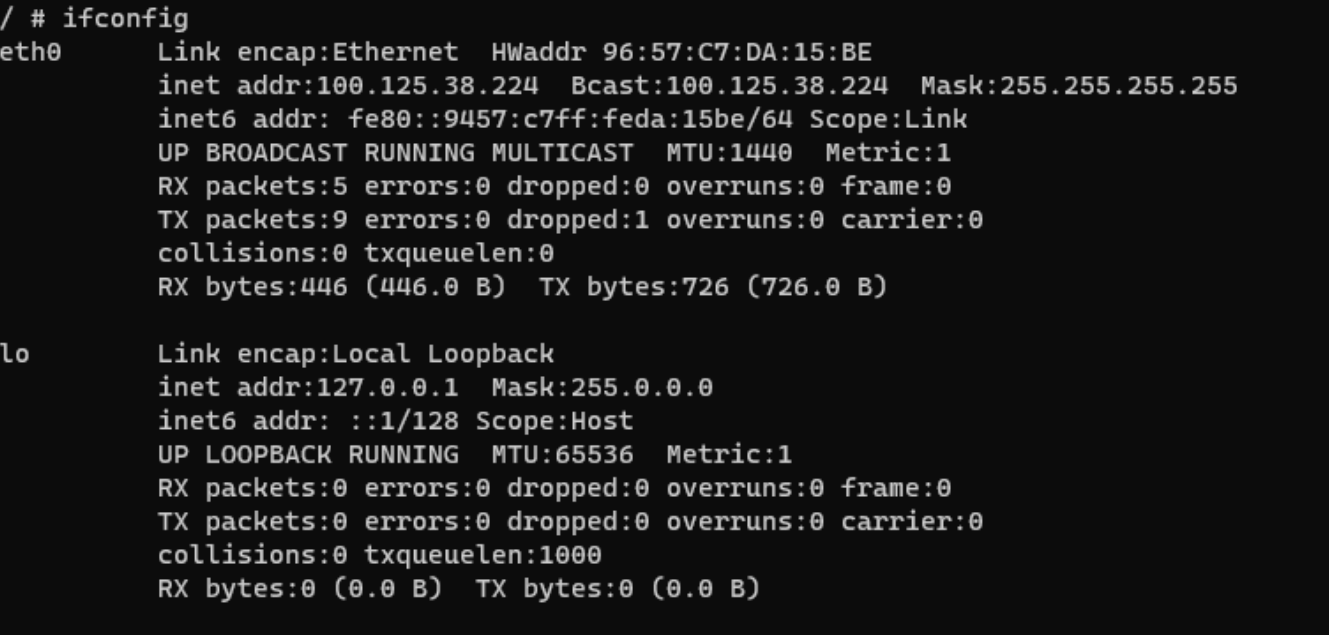 / # ifconfig
eth0      Link encap:Ethernet  HWaddr 96:57:C7:DA:15:BE
          inet addr:100.125.38.224  Bcast:100.125.38.224  Mask:255.255.255.255
          inet6 addr: fe80::9457:c7ff:feda:15be/64 Scope:Link
          UP BROADCAST RUNNING MULTICAST  MTU:1440  Metric:1
          RX packets:5 errors:0 dropped:0 overruns:0 frame:0
          TX packets:9 errors:0 dropped:1 overruns:0 carrier:0
          collisions:0 txqueuelen:0
          RX bytes:446 (446.0 B)  TX bytes:726 (726.0 B)

lo        Link encap:Local Loopback
          inet addr:127.0.0.1  Mask:255.0.0.0
          inet6 addr: ::1/128 Scope:Host
          UP LOOPBACK RUNNING  MTU:65536  Metric:1
          RX packets:0 errors:0 dropped:0 overruns:0 frame:0
          TX packets:0 errors:0 dropped:0 overruns:0 carrier:0
          collisions:0 txqueuelen:1000
          RX bytes:0 (0.0 B)  TX bytes:0 (0.0 B)